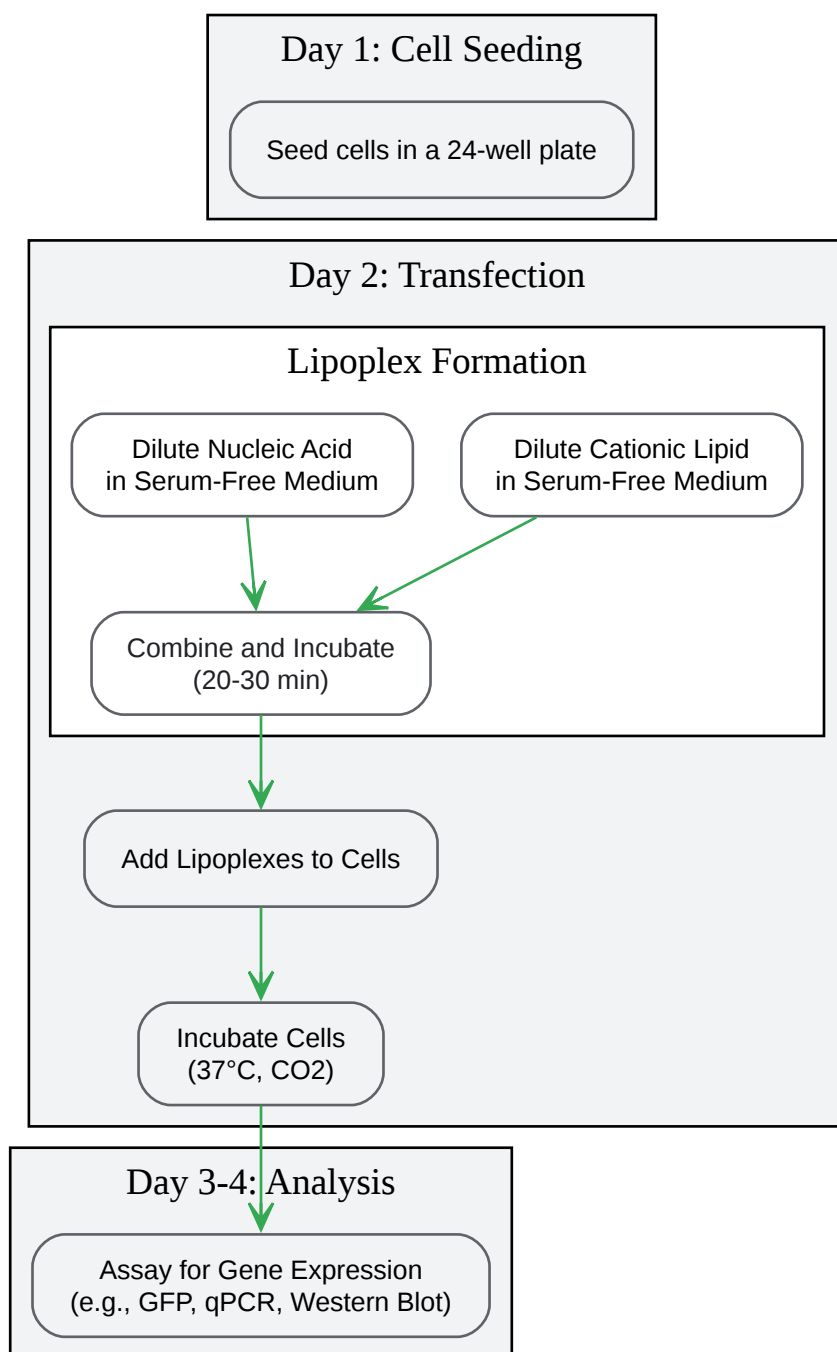 Day 1: Cell Seeding
Seed cells in a 24-well plate
Day 2: Transfection
Lipoplex Formation
Dilute Nucleic Acid
in Serum-Free Medium
Dilute Cationic Lipid
in Serum-Free Medium
Combine and Incubate
(20-30 min)
Add Lipoplexes to Cells
Incubate Cells
(37°C, CO2)
Day 3-4: Analysis
Assay for Gene Expression
(e.g., GFP, qPCR, Western Blot)